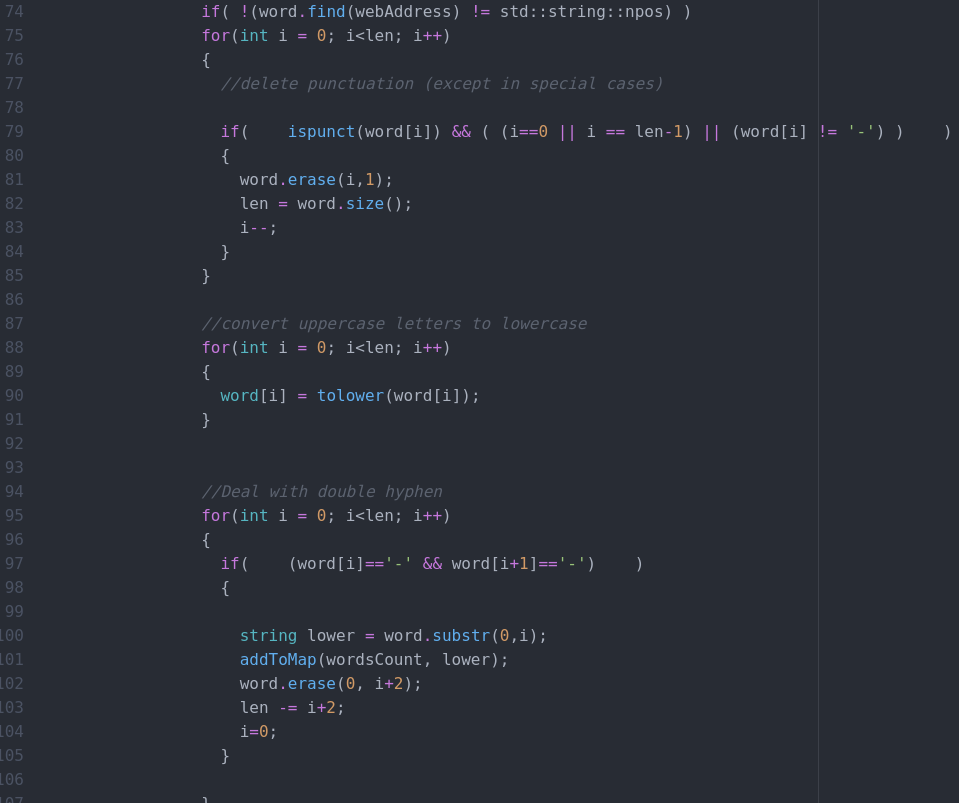 74 if( !(word.find(webAddress) != std::string::npos) )
75 for(int i = 0; i<len; i++)
76 {
77 //delete punctuation (except in special cases)
78
79 if(    ispunct(word[i]) && ( (i==0 || i == len-1) || (word[i] != '-') )    )
80 {
81 word.erase(i,1);
82 len = word.size();
83 i--;
84 }
85 }
86
87 //convert uppercase letters to lowercase
88 for(int i = 0; i<len; i++)
89 {
90 word[i] = tolower(word[i]);
91 }
92
93
94 //Deal with double hyphen
95 for(int i = 0; i<len; i++)
96 {
97 if(    (word[i]=='-' && word[i+1]=='-')    )
98 {
99
100 string lower = word.substr(0,i);
101 addToMap(wordsCount, lower);
102 word.erase(0, i+2);
103 len -= i+2;
104 i=0;
105 }
106
107 }